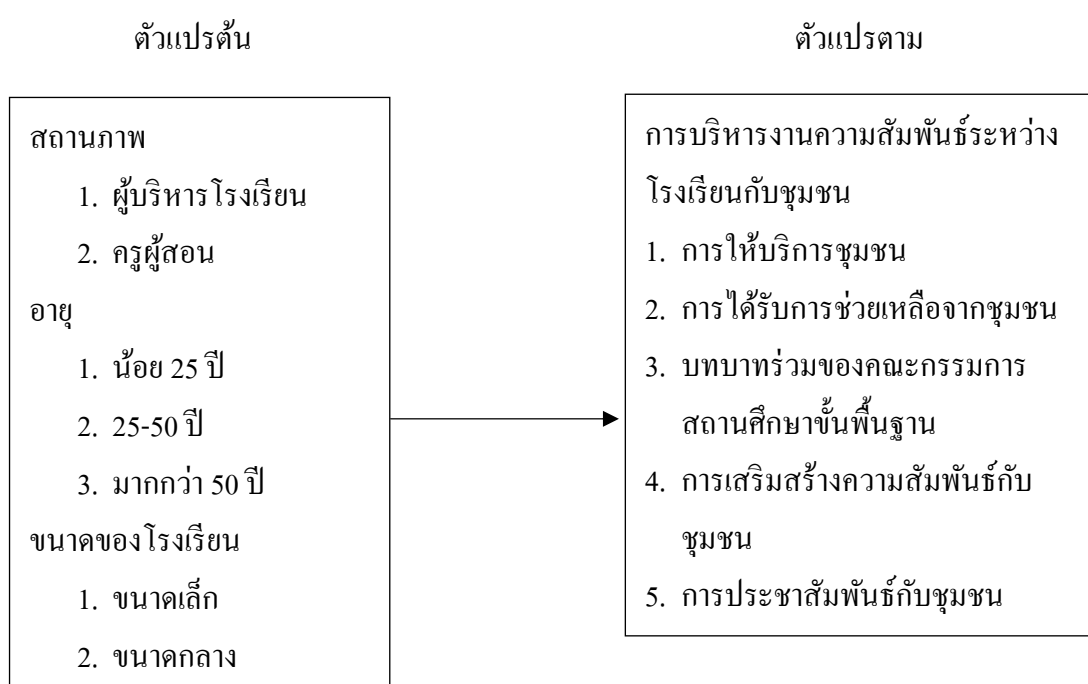 ตัวแปรต้น
สถานภาพ
1. ผู้บริหารโรงเรียน
2. ครูผู้สอน
อายุ
1. น้อย 25 ปี
2. 25-50 ปี
3. มากกว่า 50 ปี
ขนาดของโรงเรียน
1. ขนาดเล็ก
2. ขนาดกลาง
ตัวแปรตาม
การบริหารงานความสัมพันธ์ระหว่าง
โรงเรียนกับชุมชน
1. การให้บริการชุมชน
2. การได้รับการช่วยเหลือจากชุมชน
3. บทบาทร่วมของคณะกรรมการ
สถานศึกษาขั้นพื้นฐาน
4. การเสริมสร้างความสัมพันธ์กับ
ชุมชน
5. การประชาสัมพันธ์กับชุมชน